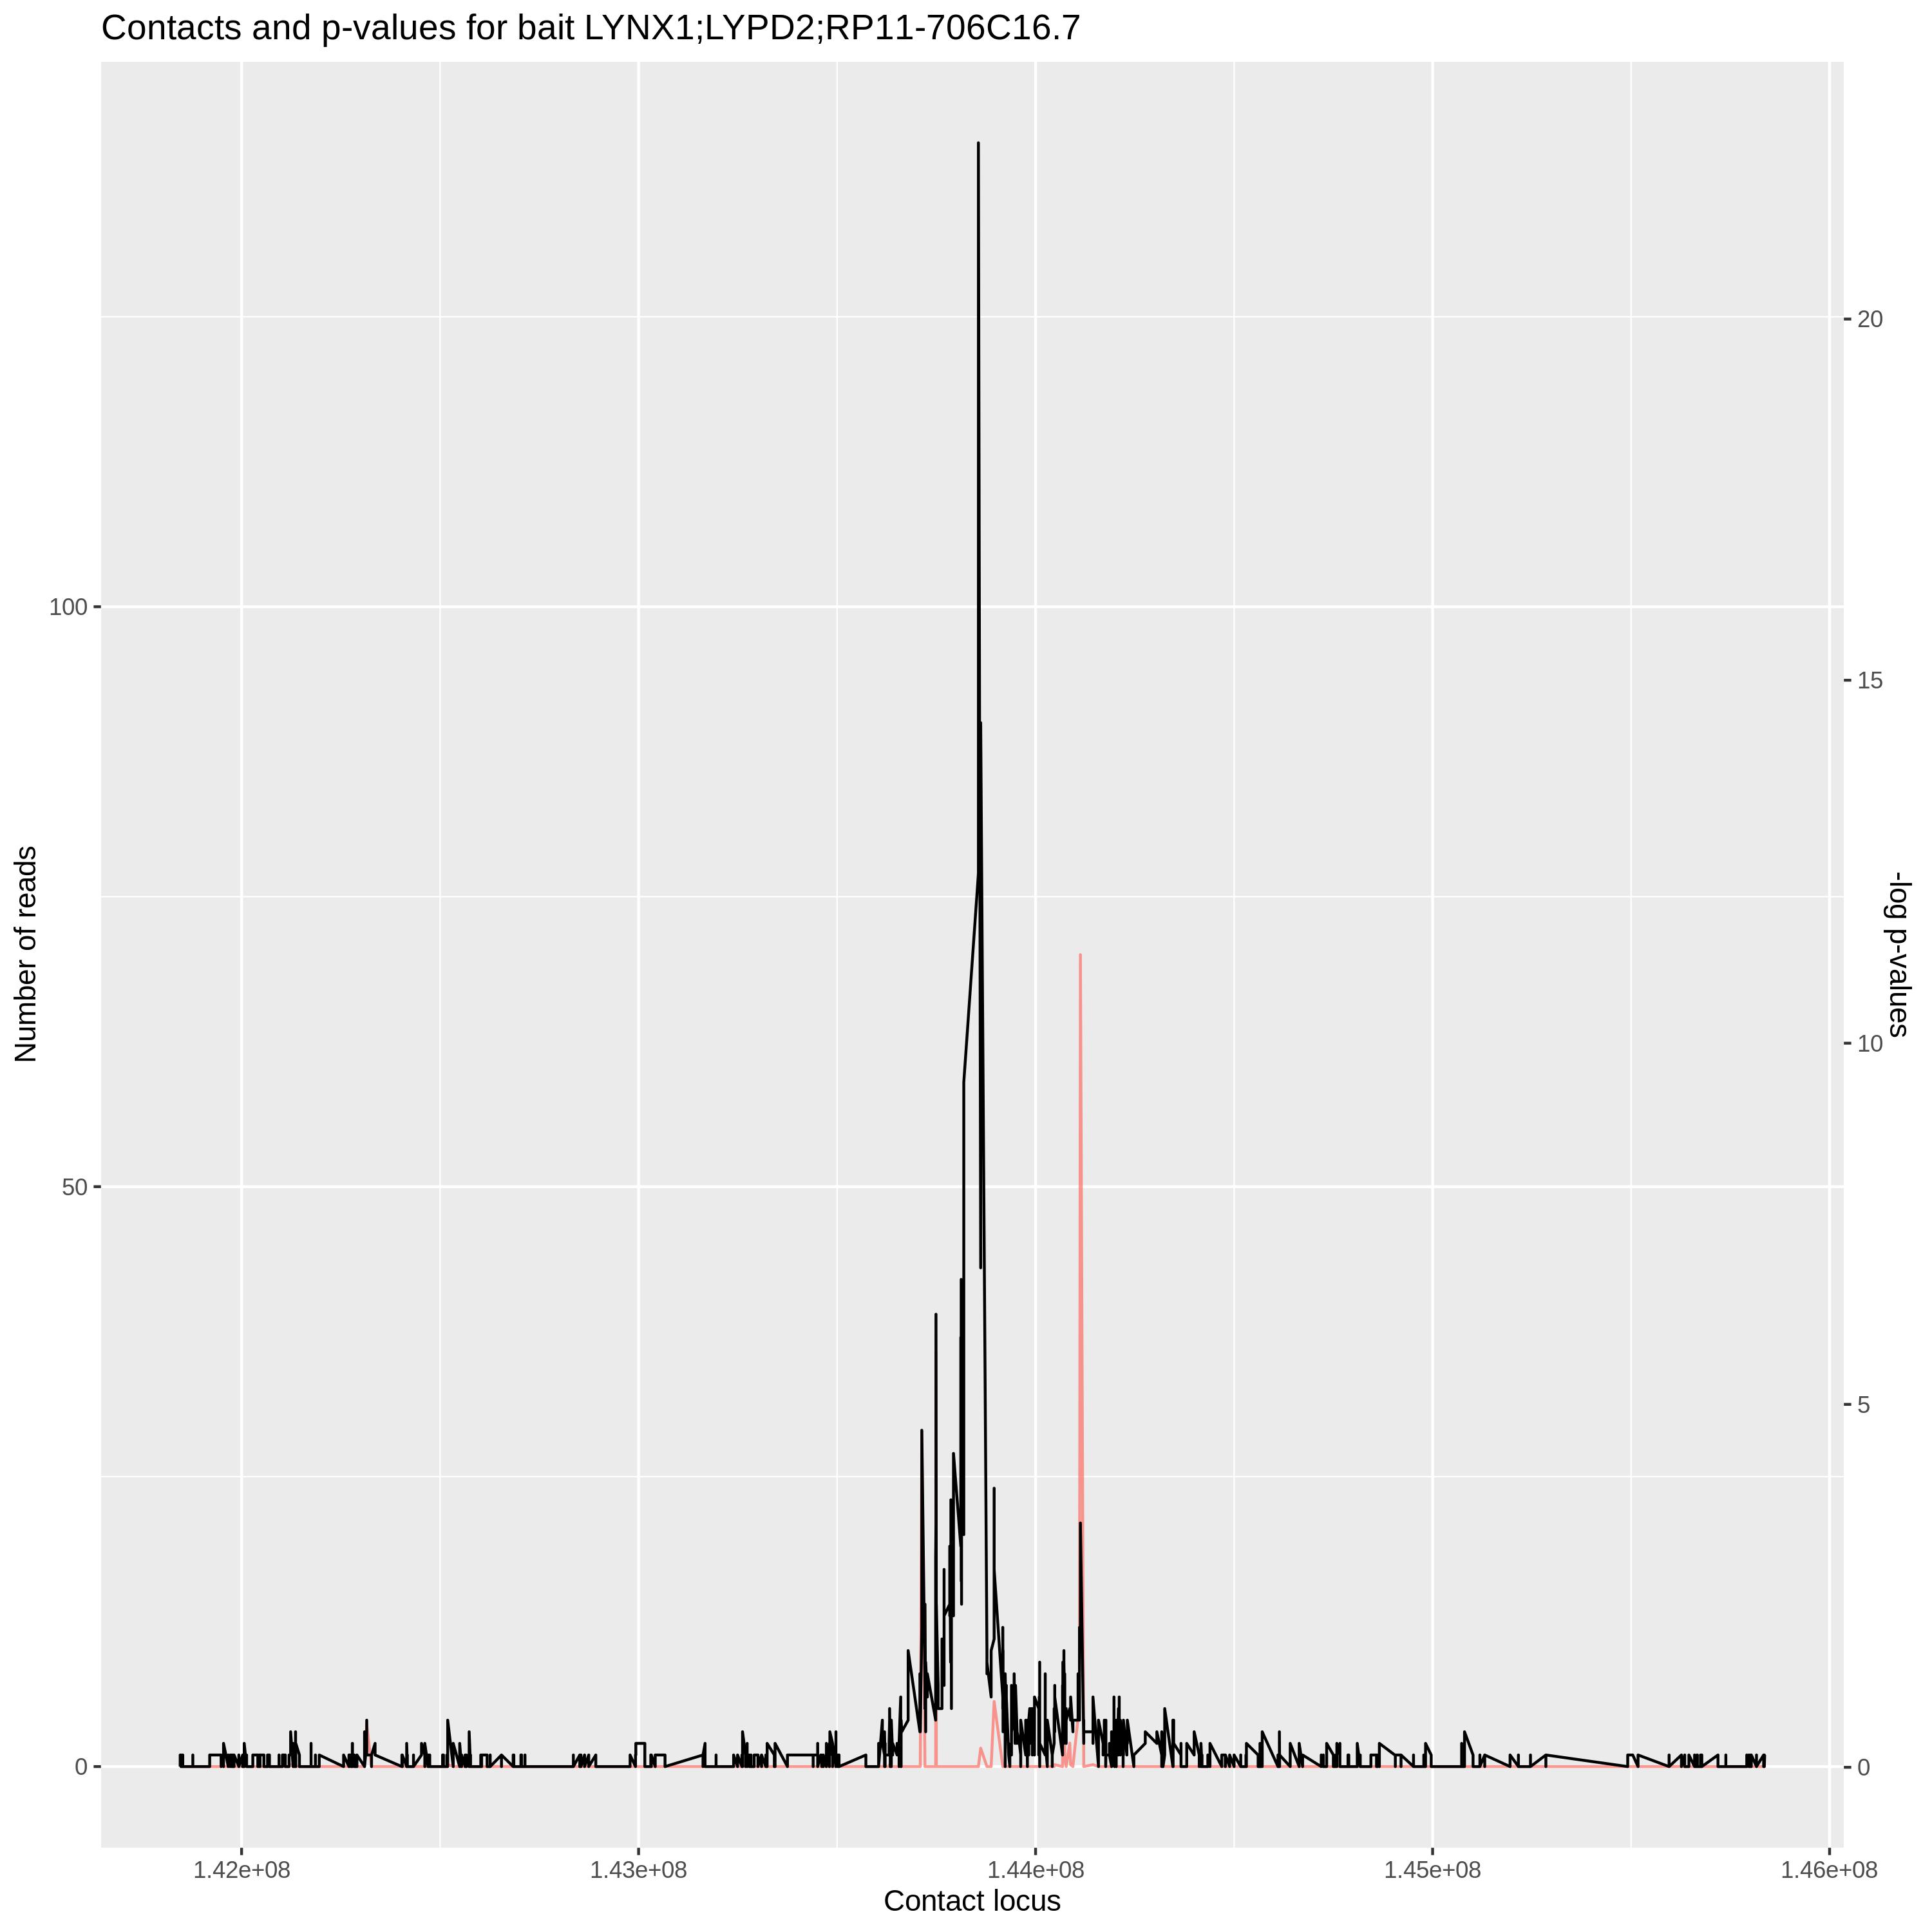 Contacts and p-values for bait LYNX1;LYPD2;RP11-706C16.7
Number of reads
100
50
0
20
15
10
5
0
-log p-values
1.42e+08
1.43e+08
1.44e+08
1.45e+08
1.46e+08
Contact locus